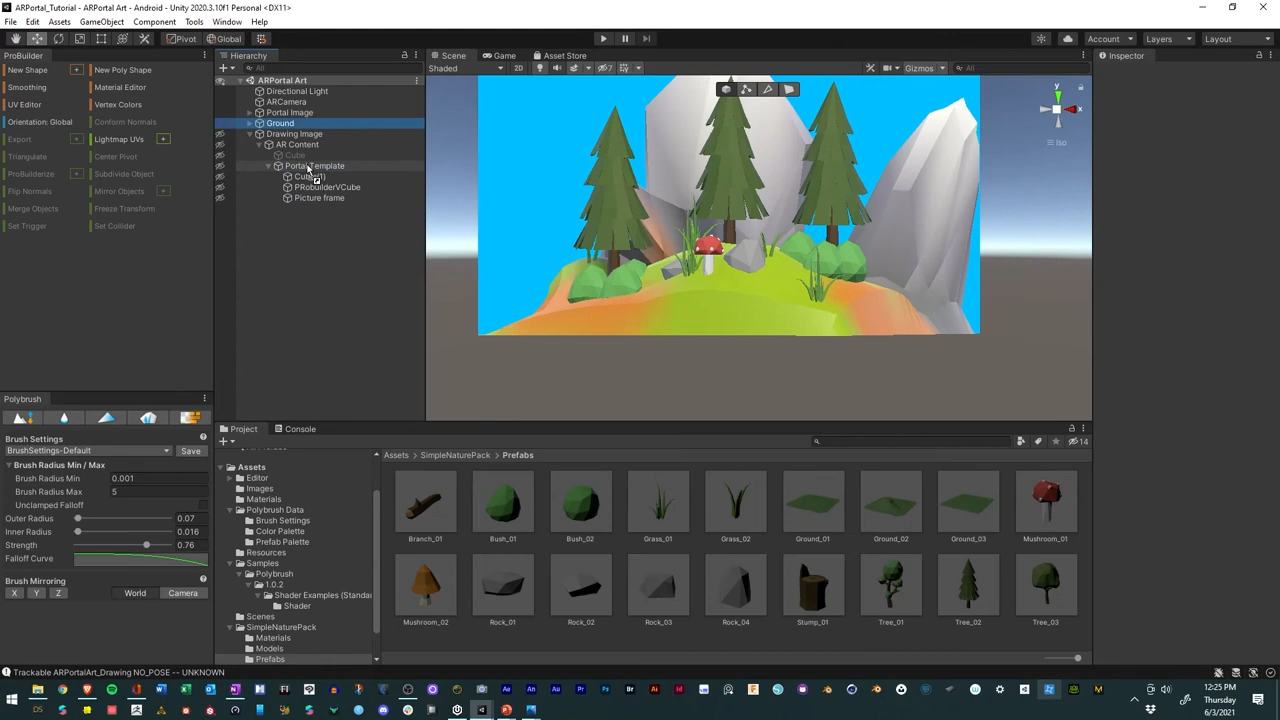 ARPortal_Tutorial - ARPortal Art - Android - Unity 2020.3.10f1 Personal <DX11>
File Edit Assets GameObject Component Tools Window Help
Pivot Global
Account Layers Layout
ProBuilder
New Shape New Poly Shape
Smoothing Material Editor
UV Editor Vertex Colors
Orientation: Global Conform Normals
Export Lightmap UVs
Triangulate Center Pivot
ProBuilderize Subdivide Object
Flip Normals Mirror Objects
Merge Objects Freeze Transform
Set Trigger Set Collider
Hierarchy
All
ARPortal Art
Directional Light
ARCamera
Portal Image
Ground
Drawing Image
AR Content
Cube
Portal Template
PRobuilderVCube
Picture frame
Scene Game Asset Store
Shaded 2D 7 Gizmos All
y
x
Iso
Inspector
Polybrush
Brush Settings
BrushSettings-Default Save
Brush Radius Min / Max
Brush Radius Min 0.001
Brush Radius Max 5
Unclamped Falloff
Outer Radius 0.07
Inner Radius 0.016
Strength 0.76
Falloff Curve
Brush Mirroring
X Y Z World Camera
Project Console
14
Assets
Editor
Images
Materials
Polybrush Data
Brush Settings
Color Palette
Prefab Palette
Resources
Samples
Polybrush
1.0.2
Shader Examples (Standa
Shader
Scenes
SimpleNaturePack
Materials
Models
Prefabs
Assets > SimpleNaturePack > Prefabs
Branch_01 Bush_01 Bush_02 Grass_01 Grass_02 Ground_01 Ground_02 Ground_03 Mushroom_01
Mushroom_02 Rock_01 Rock_02 Rock_03 Rock_04 Stump_01 Tree_01 Tree_02 Tree_03
Trackable ARPortalArt_Drawing NO_POSE -- UNKNOWN
12:25 PM
Thursday
6/3/2021